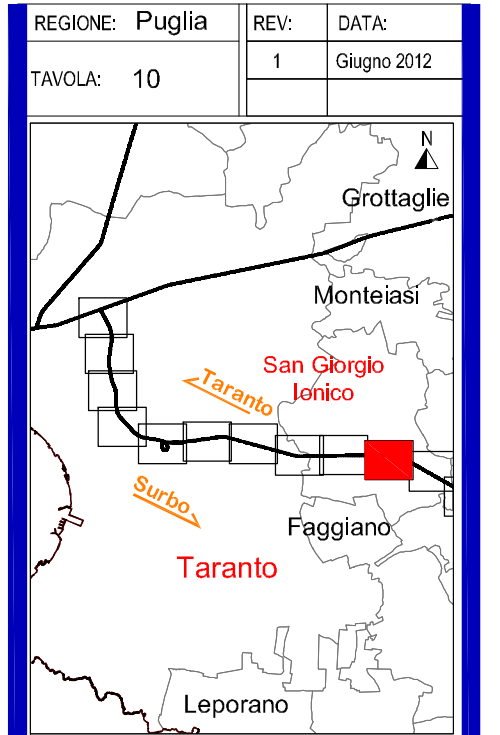 REGIONE: Puglia
REV:
DATA:
1
Giugno 2012
TAVOLA: 10
N
Grottaglie
Monteiasi
San Giorgio
Ionico
Taranto
Surbo
Faggiano
Taranto
Leporano